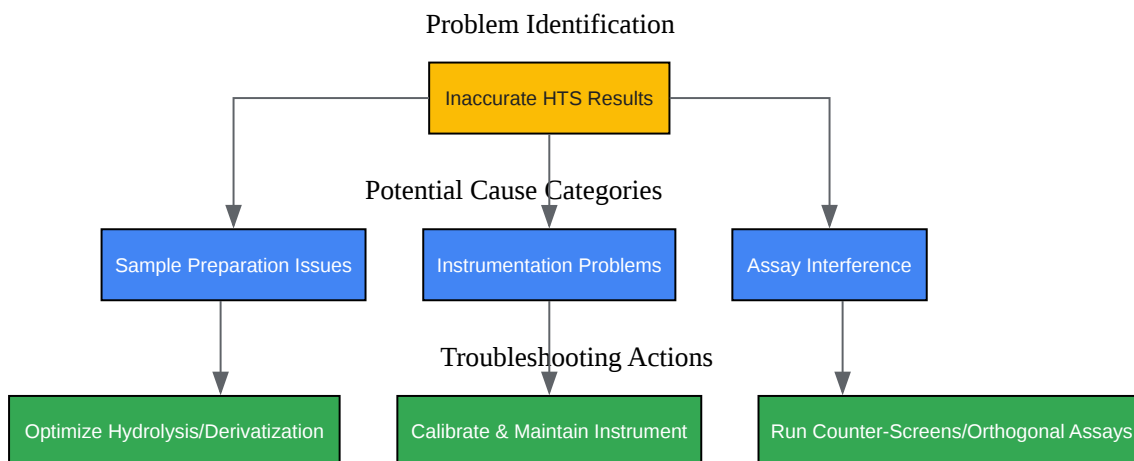 Problem Identification
Inaccurate HTS Results
Potential Cause Categories
Sample Preparation Issues
Instrumentation Problems
Assay Interference
Troubleshooting Actions
Optimize Hydrolysis/Derivatization
Calibrate & Maintain Instrument
Run Counter-Screens/Orthogonal Assays